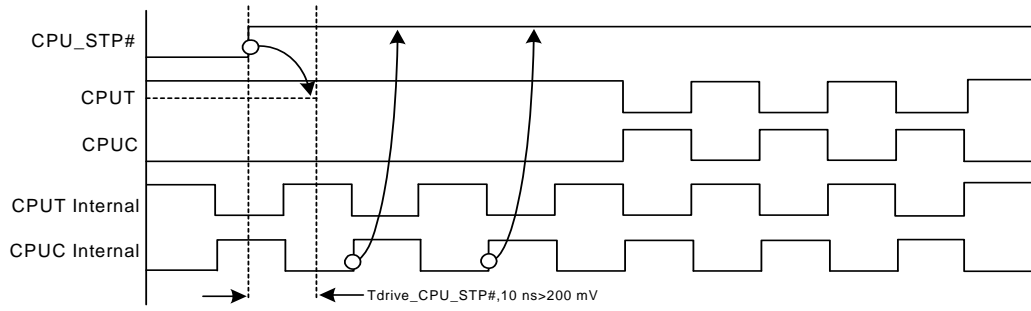 CPU_STP#
CPUT
CPUC
CPUT Internal
CPUC Internal
Tdrive_CPU_STP#,10 ns>200 mV